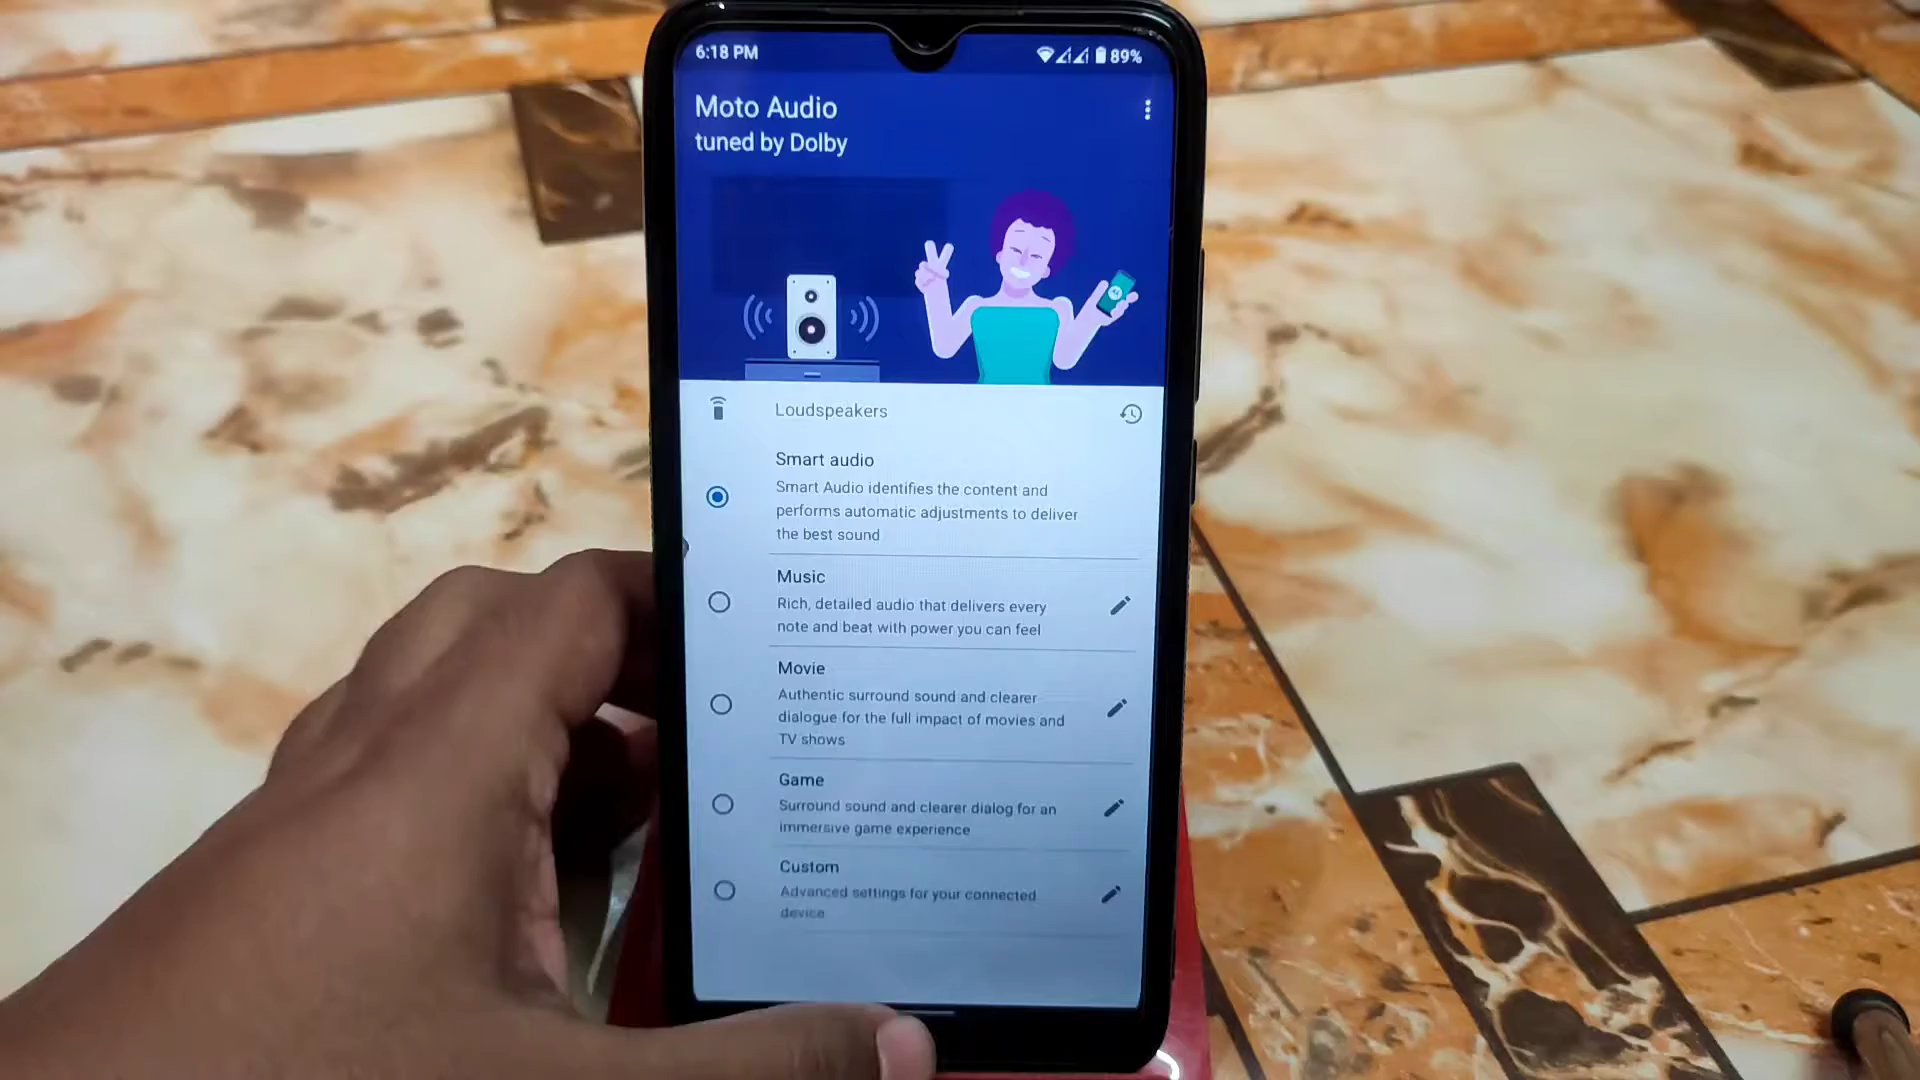 6:18 PM
89%
Moto Audio
tuned by Dolby
Loudspeakers
Smart audio
Smart Audio identifies the content and
performs automatic adjustments to deliver
the best sound
Music
Rich, detailed audio that delivers every
note and beat with power you can feel
Movie
Authentic surround sound and clearer
dialogue for the full impact of movies and
TV shows
Game
Surround sound and clearer dialog for an
immersive game experience
Custom
Advanced settings for your connected
device